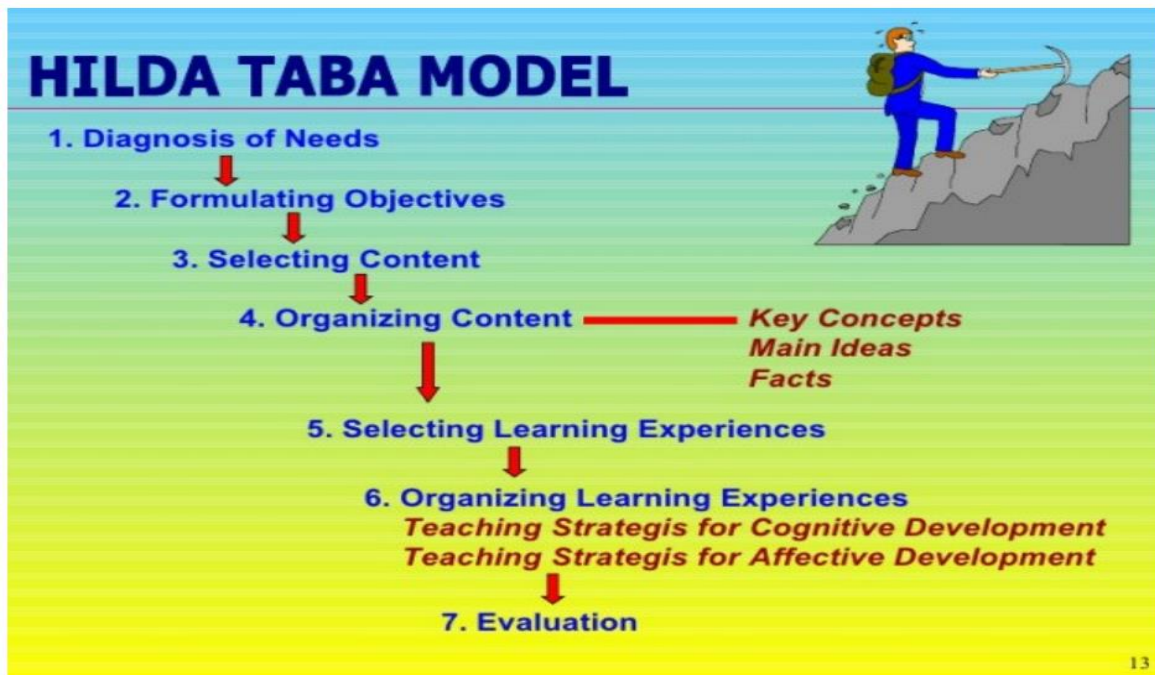 HILDA TABA MODEL
1. Diagnosis of Needs
2. Formulating Objectives
3. Selecting Content
4. Organizing Content
Key Concepts
Main Ideas
Facts
5. Selecting Learning Experiences
6. Organizing Learning Experiences
Teaching Strategis for Cognitive Development
Teaching Strategis for Affective Development
7. Evaluation
13